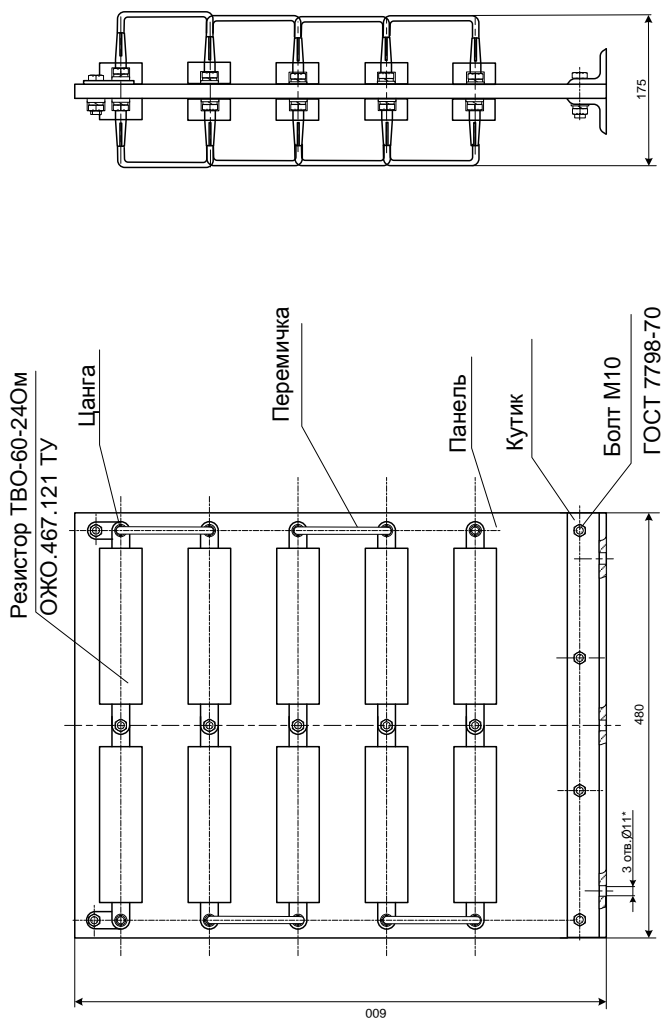 175
Резистор ТВО-60-24Ом
ОЖО.467.121 ТУ
Цанга
Перемичка
Панель
Кутик
Болт М10
ГОСТ 7798-70
480
3 отв.Ø11*
600